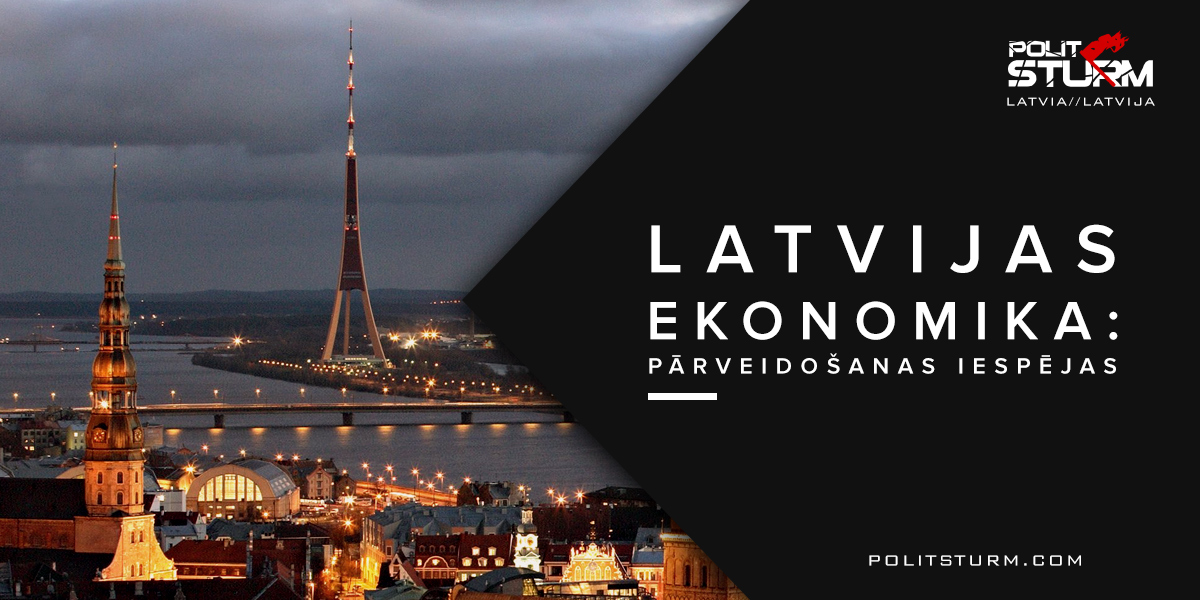 POLIT
STURM
LATVIA//LATVIJA
LATVIJAS
EKONOMIKA:
PĀRVEIDOŠANAS IESPĒJAS
POLITSTURM.COM